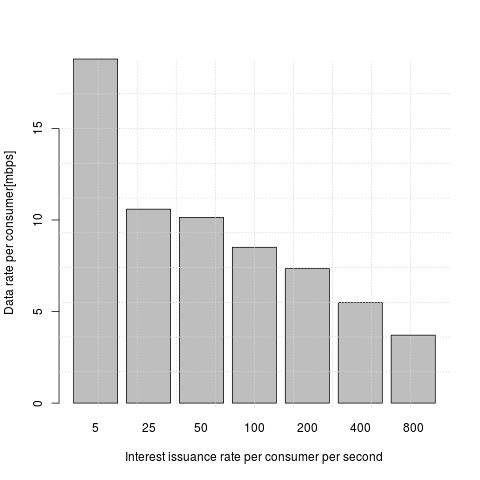 Data rate per consumer[mbps]
15
10
5
0
5 25 50 100 200 400 800
Interest issuance rate per consumer per second